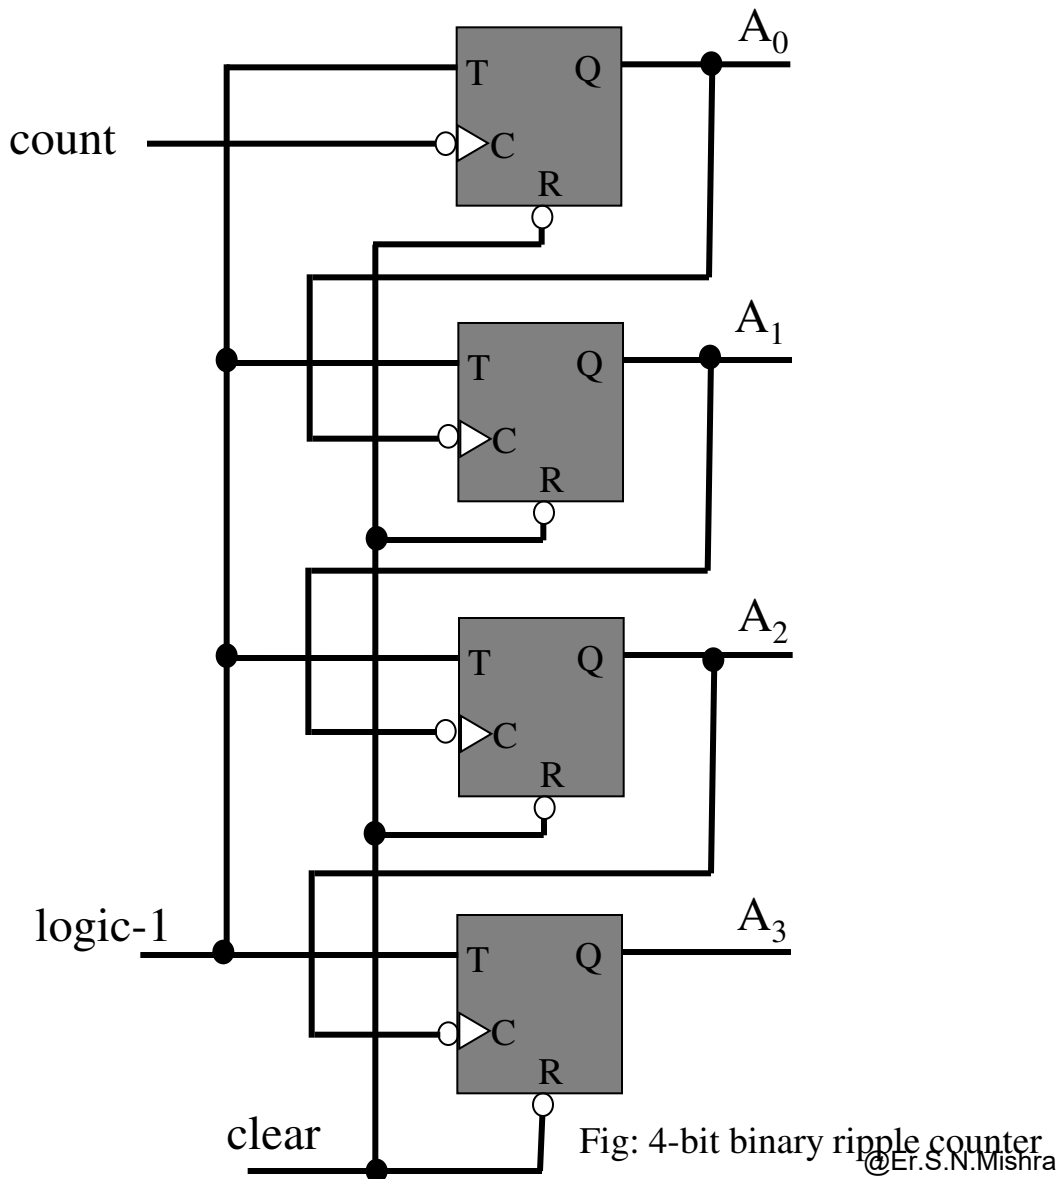 A₀
T Q
count
C
R
A₁
T Q
C
R
A₂
T Q
C
R
logic-1
A₃
T Q
C
R
clear
Fig: 4-bit binary ripple counter
@Er.S.N.Mishra